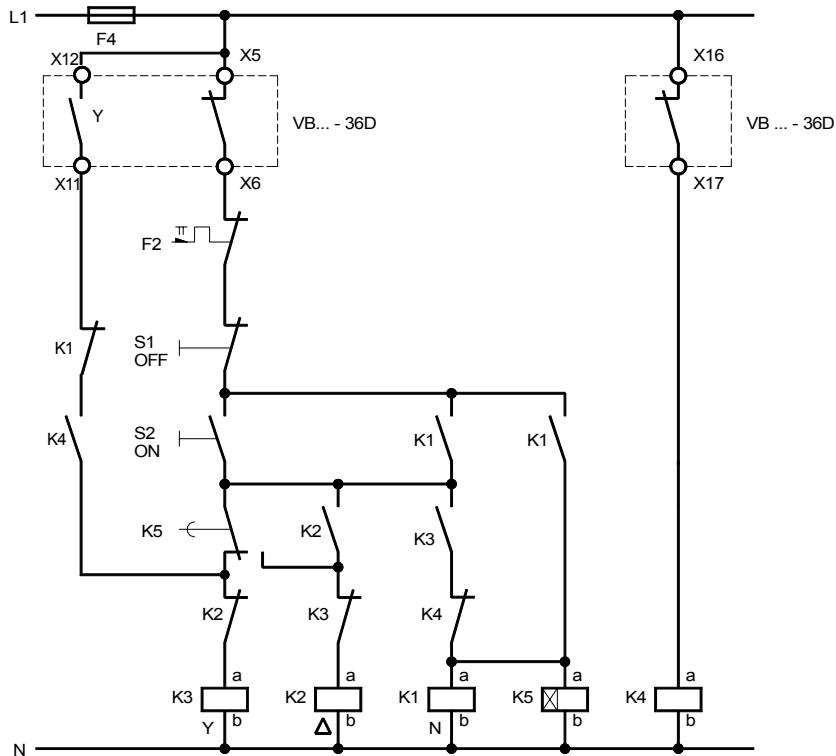 L1
F4
X12
X5
X16
Y
VB... - 36D
VB ... - 36D
X11
X6
X17
F2
K1
S1
OFF
K4
S2
ON
K1
K1
K5
K2
K3
K2
K3
K4
a
a
a
a
a
K3
K2
K1
K5
K4
b
b
b
b
b
Y
Δ
N
N